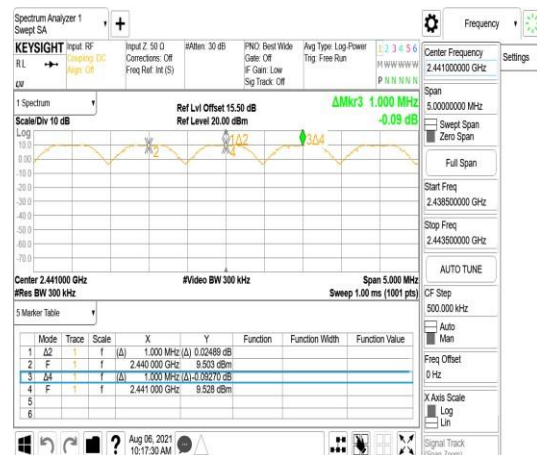 Spectrum Analyzer 1
Swept SA
Frequency
KEYSIGHT
RL
Input: RF
Coupling: DC
Align: Off
Input Z: 50 Ω
Corrections: Off
Freq Ref: Int (S)
#Atten: 30 dB
PNO: Best Wide
Gate: Off
IF Gain: Low
Sig Track: Off
Avg Type: Log-Power
Trig: Free Run
1 2 3 4 5 6
M W W W W W
P N N N N N
Center Frequency
2.441000000 GHz
Settings
Span
5.00000000 MHz
Swept Span
Zero Span
Full Span
Start Freq
2.438500000 GHz
Stop Freq
2.443500000 GHz
AUTO TUNE
CF Step
500.000 kHz
Auto
Man
Freq Offset
0 Hz
X Axis Scale
Log
Lin
Signal Track
(Span Zoom)
1 Spectrum
Scale/Div 10 dB
Ref Lvl Offset 15.50 dB
Ref Level 20.00 dBm
ΔMkr3 1.000 MHz
-0.09 dB
Log
10.0
0.00
-10.0
-20.0
-30.0
-40.0
-50.0
-60.0
-70.0
2
1Δ2
4
3Δ4
Center 2.441000 GHz
#Res BW 300 kHz
#Video BW 300 kHz
Span 5.000 MHz
Sweep 1.00 ms (1001 pts)
5 Marker Table
Mode Trace Scale X Y Function Function Width Function Value
1 Δ2 1 f (Δ) 1.000 MHz (Δ) 0.02489 dB
2 F 1 f 2.440 000 GHz 9.503 dBm
3 Δ4 1 f (Δ) 1.000 MHz (Δ) -0.09270 dB
4 F 1 f 2.441 000 GHz 9.528 dBm
5
6
Aug 06, 2021
10:17:30 AM